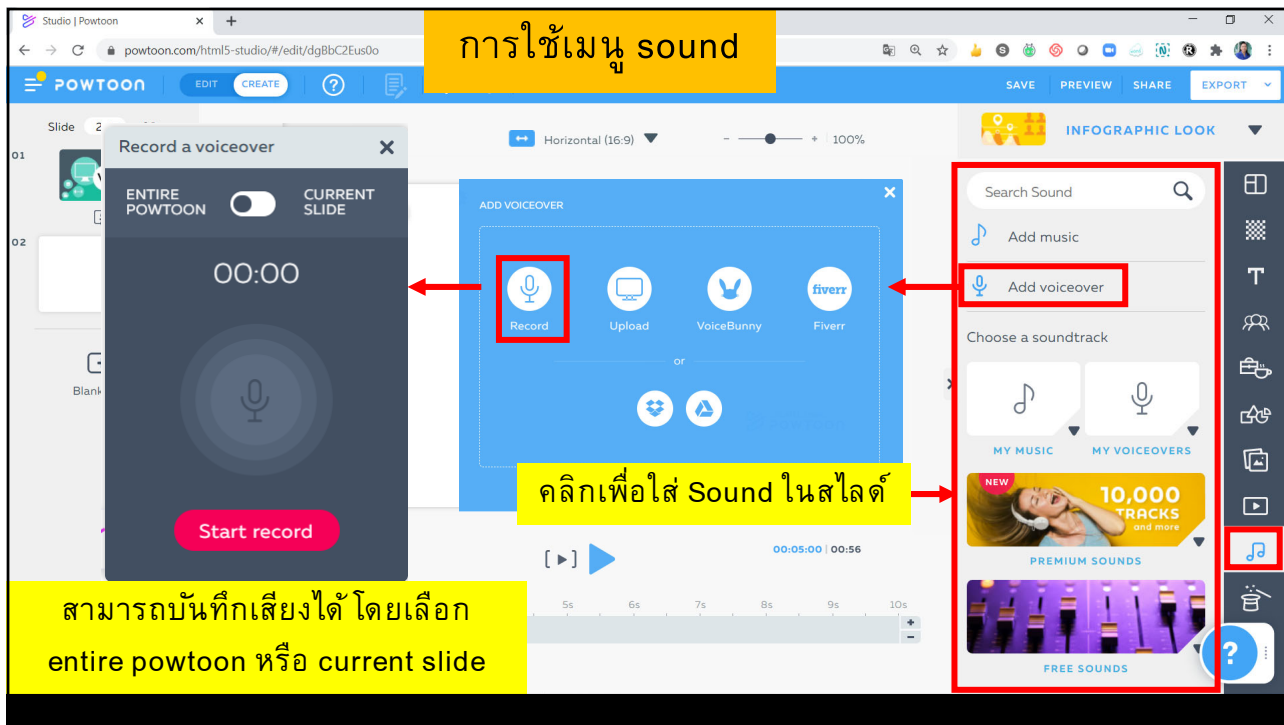 Studio | Powtoon
powtoon.com/html5-studio/#/edit/dgBbC2Eus0o
การใช้เมนู sound
POWTOON
EDIT
CREATE
?
SAVE
PREVIEW
SHARE
EXPORT
Slide 2
Horizontal (16:9)
- + 100%
INFOGRAPHIC LOOK
01
02
Blank
Record a voiceover
ENTIRE POWTOON
CURRENT SLIDE
00:00
Start record
ADD VOICEOVER
Record
Upload
VoiceBunny
fiverr
Fiverr
or
Search Sound
Add music
Add voiceover
Choose a soundtrack
MY MUSIC
MY VOICEOVERS
NEW
10,000
TRACKS
and more
PREMIUM SOUNDS
FREE SOUNDS
คลิกเพื่อใส่ Sound ในสไลด์
00:05:00 | 00:56
5s 6s 7s 8s 9s 10s
สามารถบันทึกเสียงได้ โดยเลือก
entire powtoon หรือ current slide
?